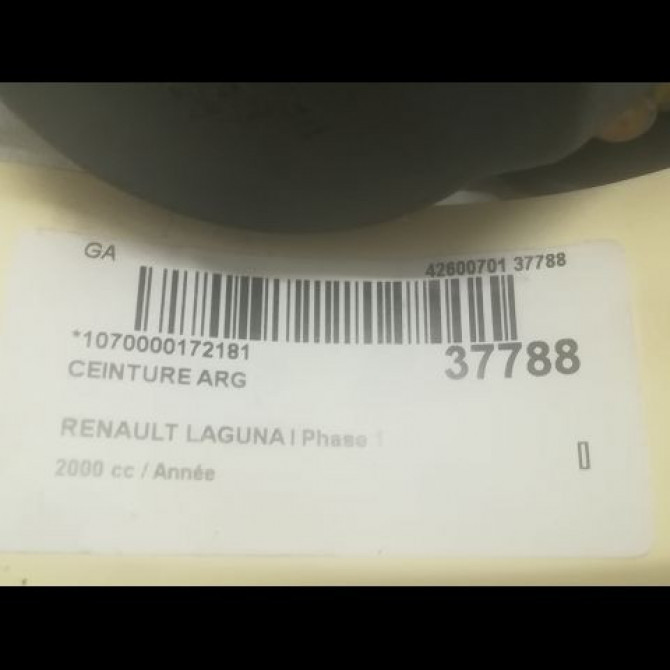 GA
42600701 37788
*1070000172181
37788
CEINTURE ARG
RENAULT LAGUNA I Phase 1
2000 cc / Année